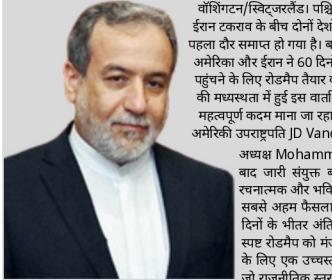 वॉशिंगटन/स्विट्जरलैंड। पश्चि
ईरान टकराव के बीच दोनों देशों
पहला दौर समाप्त हो गया है। ब
अमेरिका और ईरान ने 60 दिनों
पहुंचने के लिए रोडमैप तैयार क
की मध्यस्थता में हुई इस वार्ता
महत्वपूर्ण कदम माना जा रहा
अमेरिकी उपराष्ट्रपति JD Vanc
अध्यक्ष Mohamm
बाद जारी संयुक्त ब
रचनात्मक और भवि
सबसे अहम फैसला
दिनों के भीतर अंति
स्पष्ट रोडमैप को मंज
के लिए एक उच्चस्त
जो राजनीतिक स्तर